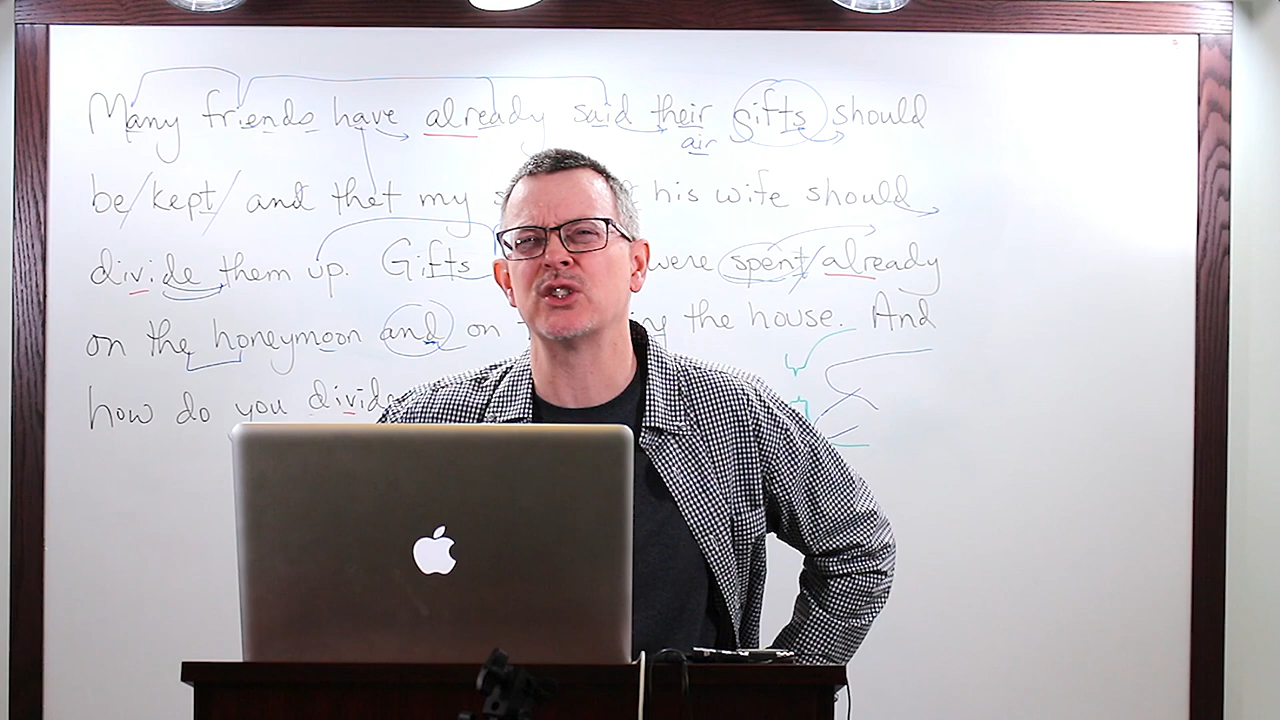 Many friends have already said their gifts should
air
be/kept/ and that my his wife should
divide them up. Gifts were spent/already
on the honeymoon and on the house. And
how do you divide